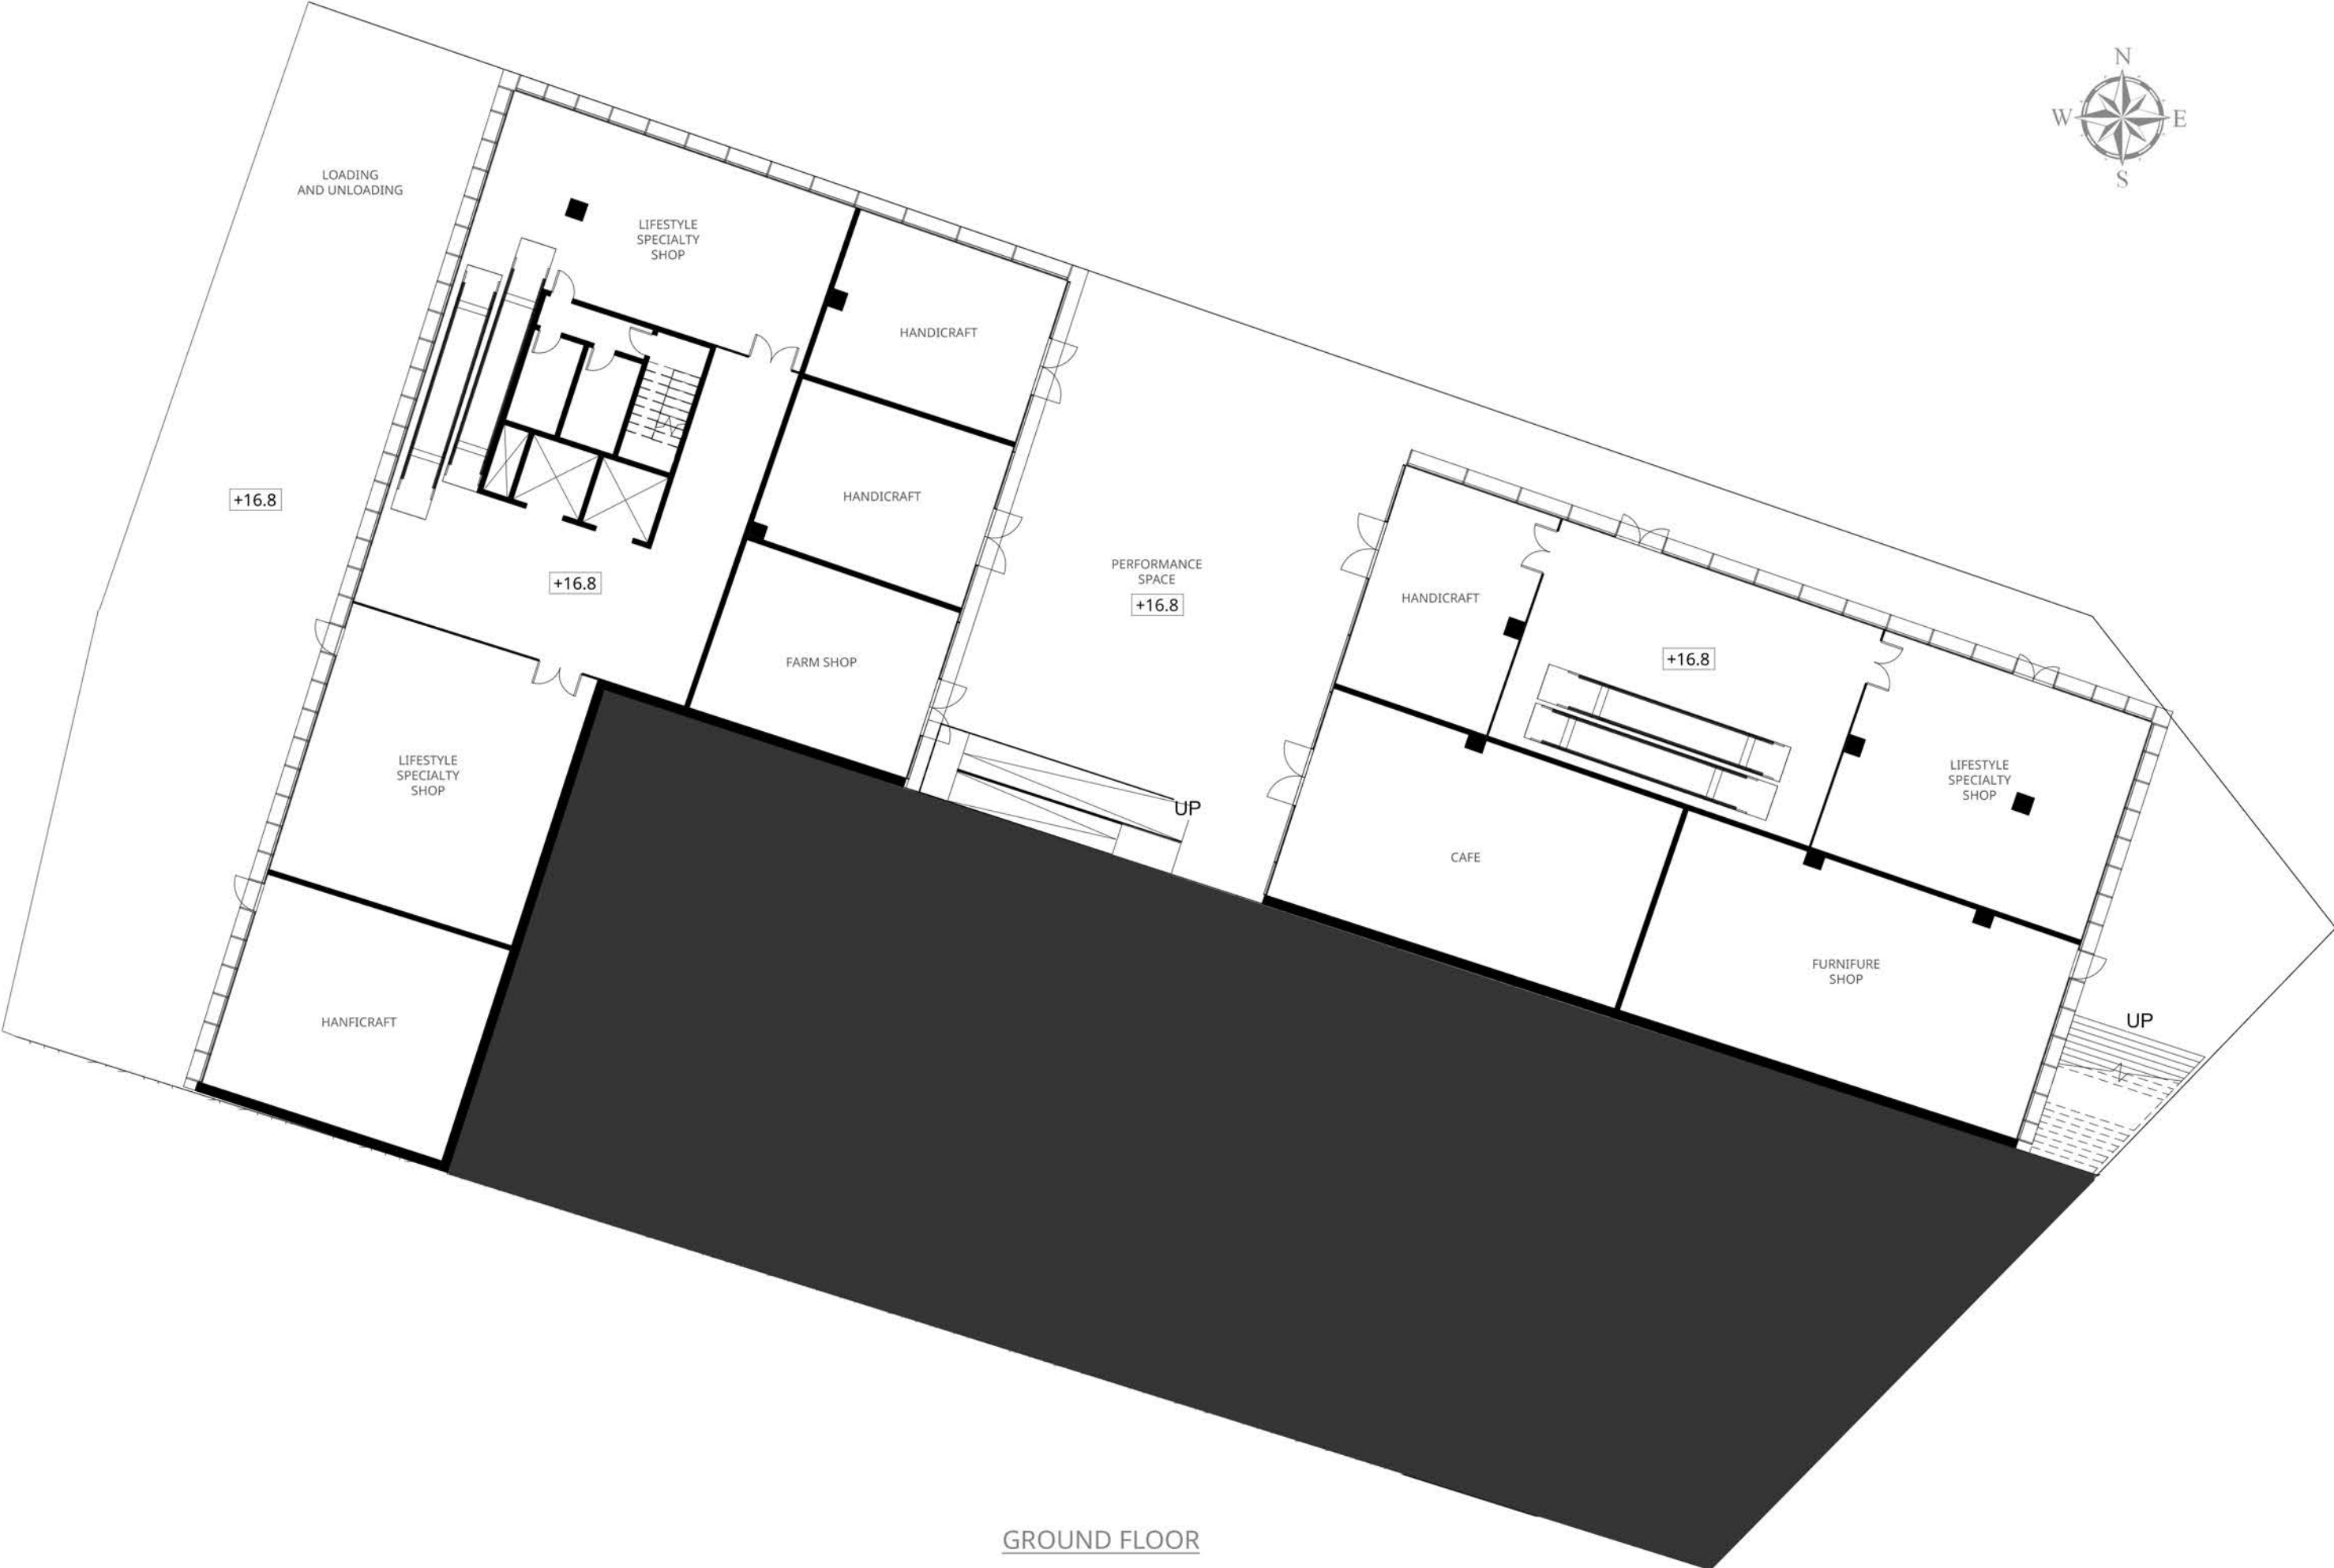 N
W
E
S
LOADING
AND UNLOADING
LIFESTYLE
SPECIALTY
SHOP
HANDICRAFT
+16.8
HANDICRAFT
+16.8
PERFORMANCE
SPACE
+16.8
HANDICRAFT
+16.8
FARM SHOP
LIFESTYLE
SPECIALTY
SHOP
LIFESTYLE
SPECIALTY
SHOP
UP
CAFE
FURNIFURE
SHOP
HANFICRAFT
UP
GROUND FLOOR